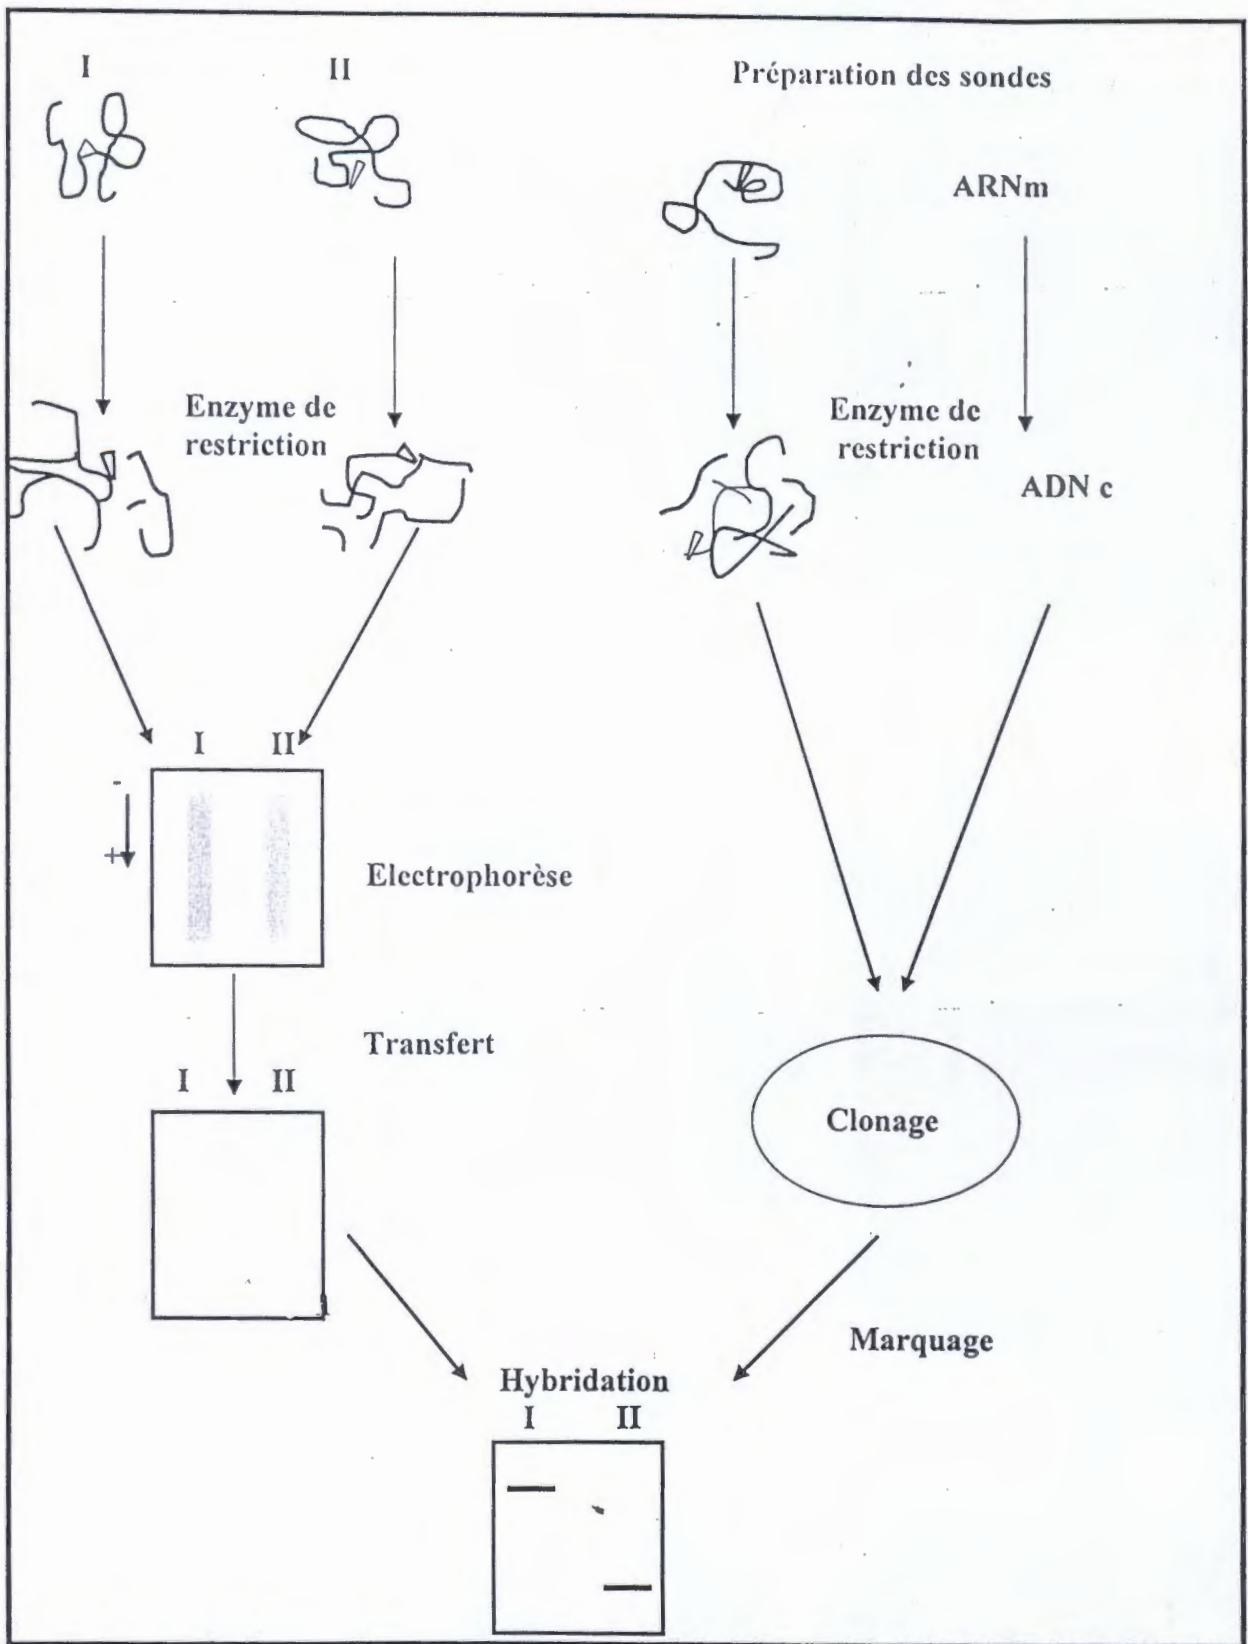 I II
Préparation des sondes
ARNm
Enzyme de
restriction
Enzyme de
restriction
ADN c
I II
-
+
Electrophorèse
Transfert
I II
Clonage
Marquage
Hybridation
I II